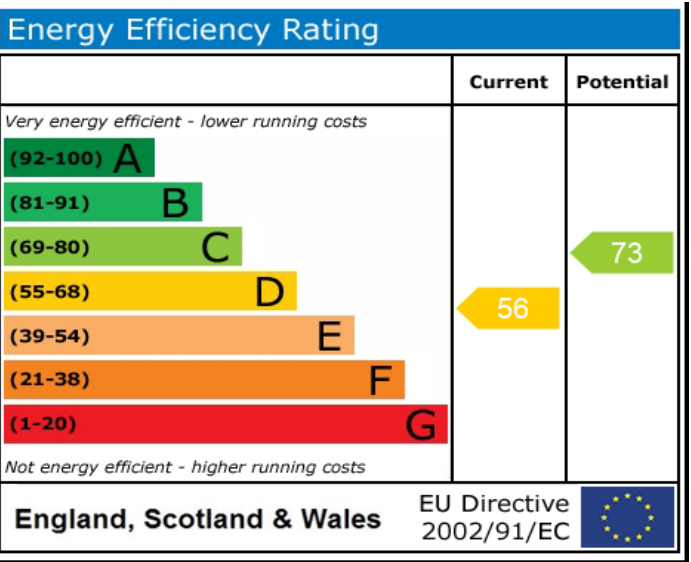 Energy Efficiency Rating
Current Potential
Very energy efficient - lower running costs
(92-100) A
(81-91) B
(69-80) C
73
(55-68) D
56
(39-54) E
(21-38) F
(1-20) G
Not energy efficient - higher running costs
England, Scotland & Wales
EU Directive
2002/91/EC